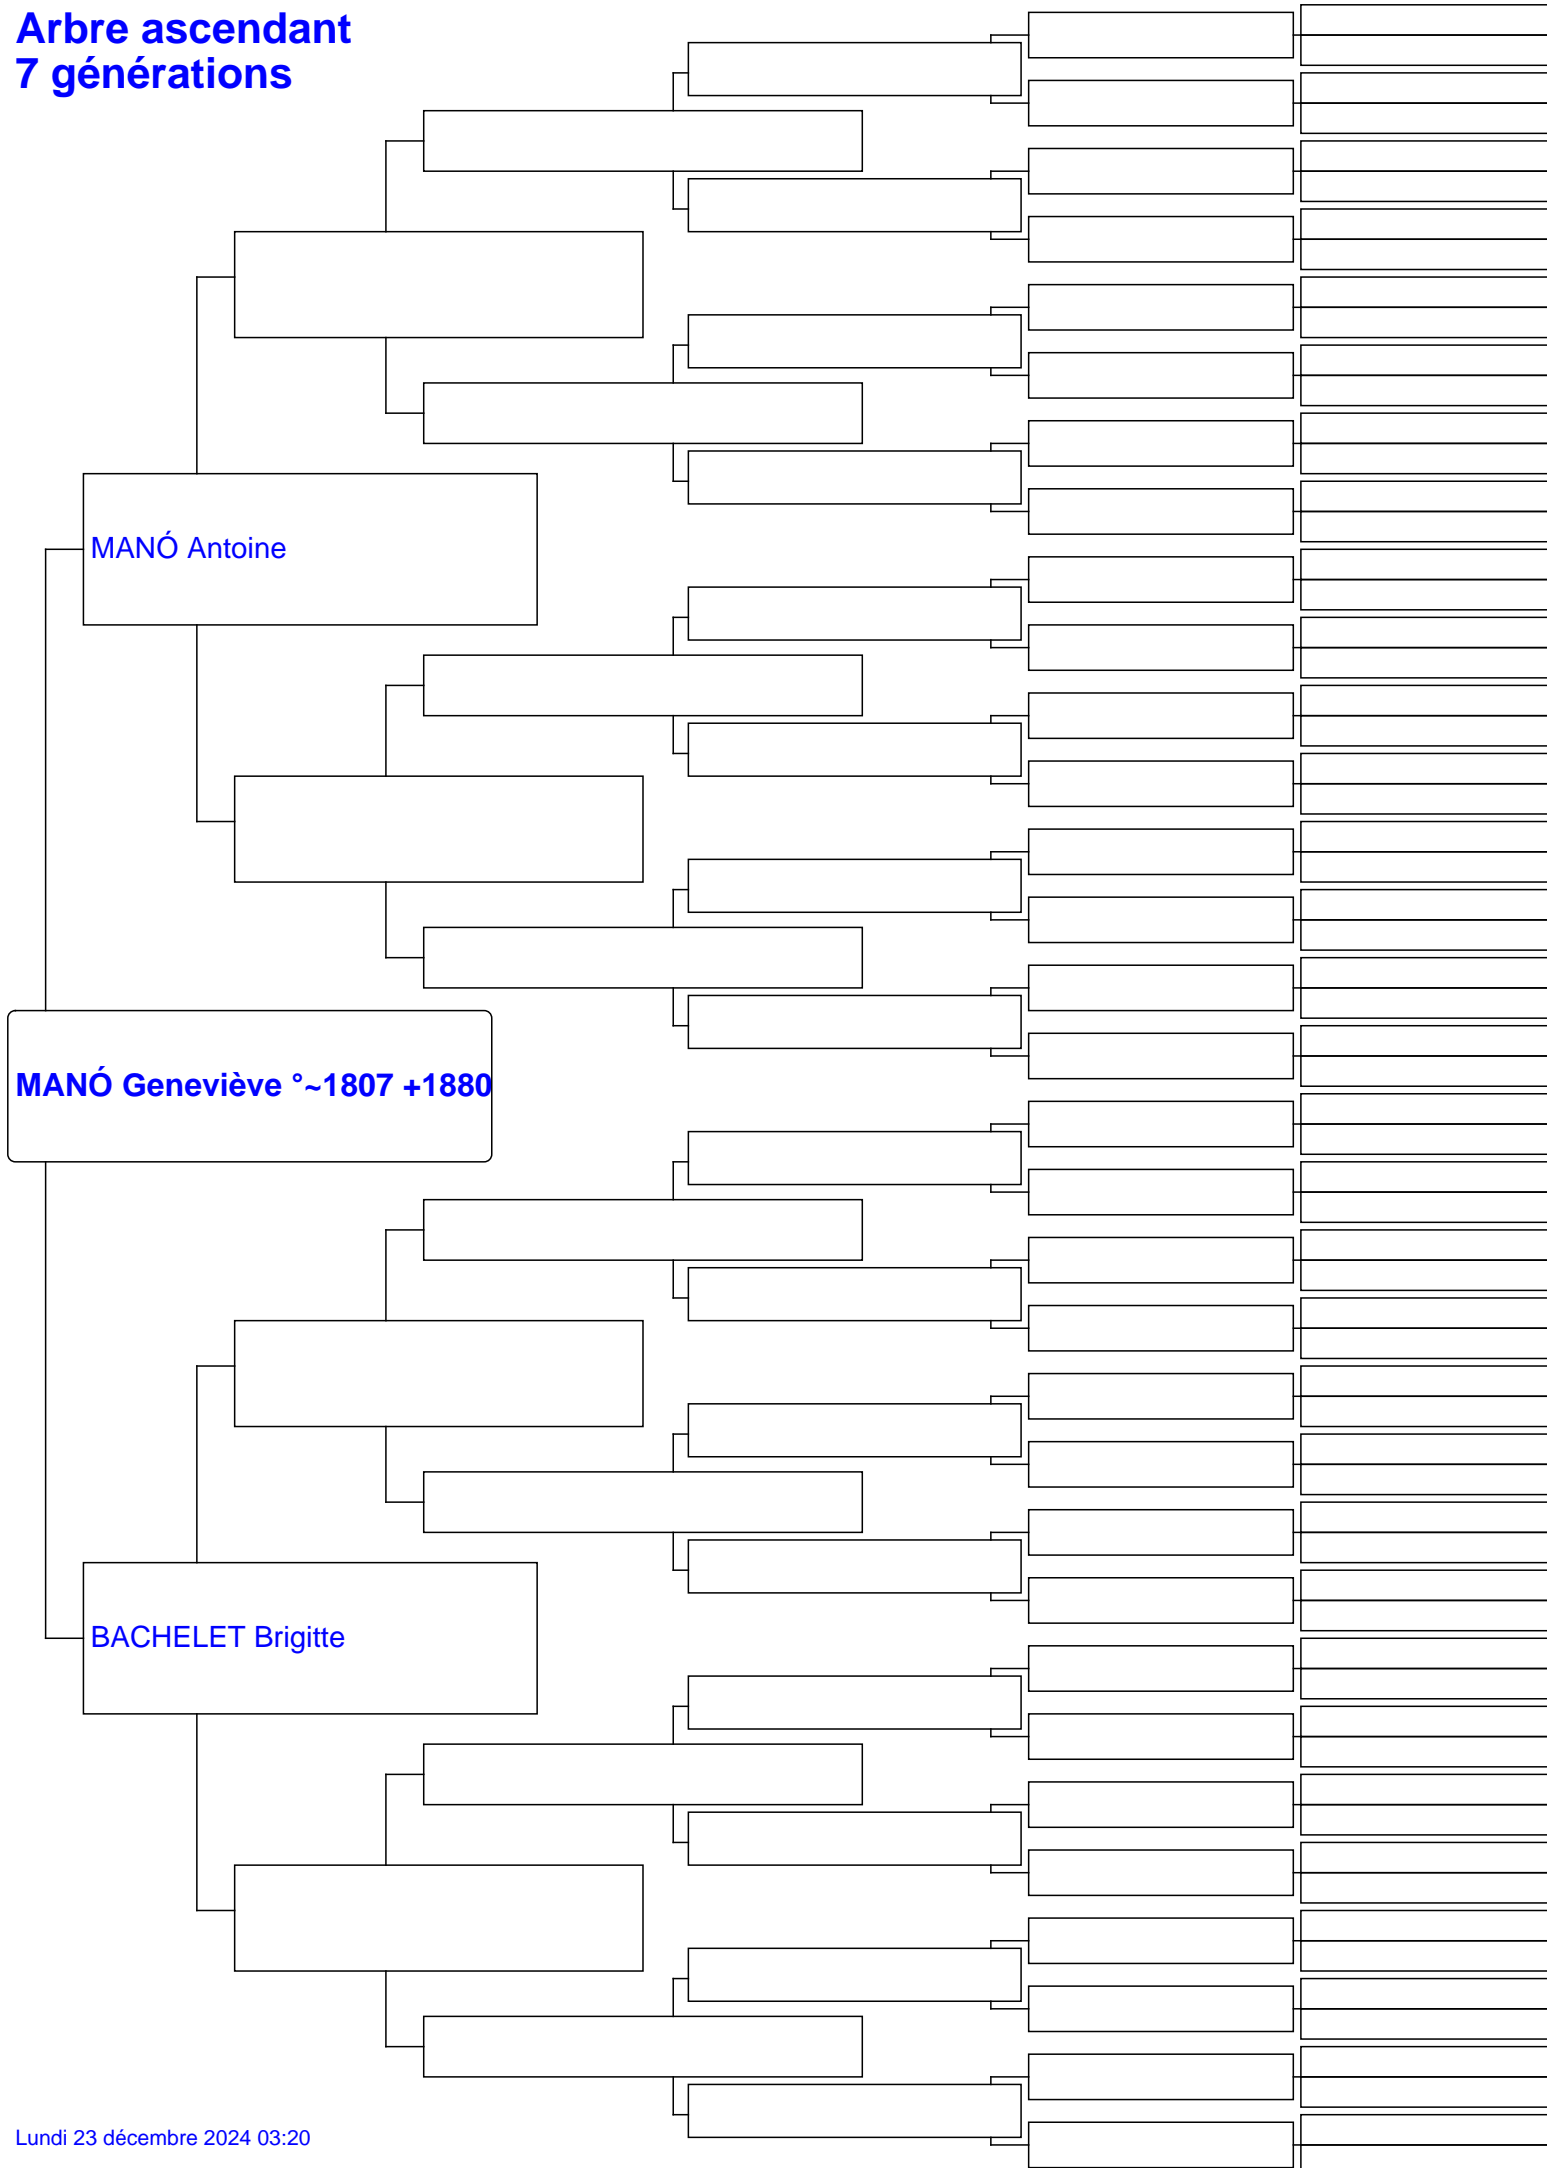 Arbre ascendant
7 générations
MANÓ Antoine
MANÓ Geneviève °~1807 +1880
BACHELET Brigitte
Lundi 23 décembre 2024 03:20